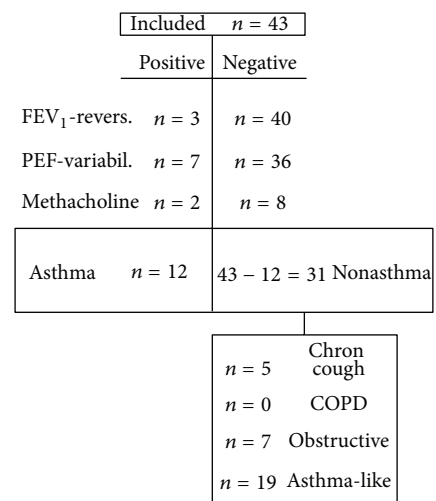 Included n = 43
Positive Negative
FEV₁-revers. n = 3 n = 40
PEF-variabil. n = 7 n = 36
Methacholine n = 2 n = 8
Asthma n = 12 43 − 12 = 31 Nonasthma
n = 5 Chron cough
n = 0 COPD
n = 7 Obstructive
n = 19 Asthma-like